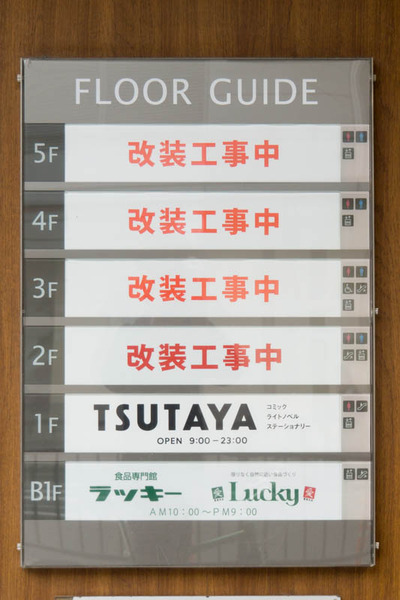 FLOOR GUIDE
5F 改装工事中
4F 改装工事中
3F 改装工事中
2F 改装工事中
1F TSUTAYA
コミック
ライトノベル
ステーショナリー
OPEN 9:00–23:00
B1F 食品専門館
ラッキー
Lucky
AM10:00〜PM9:00